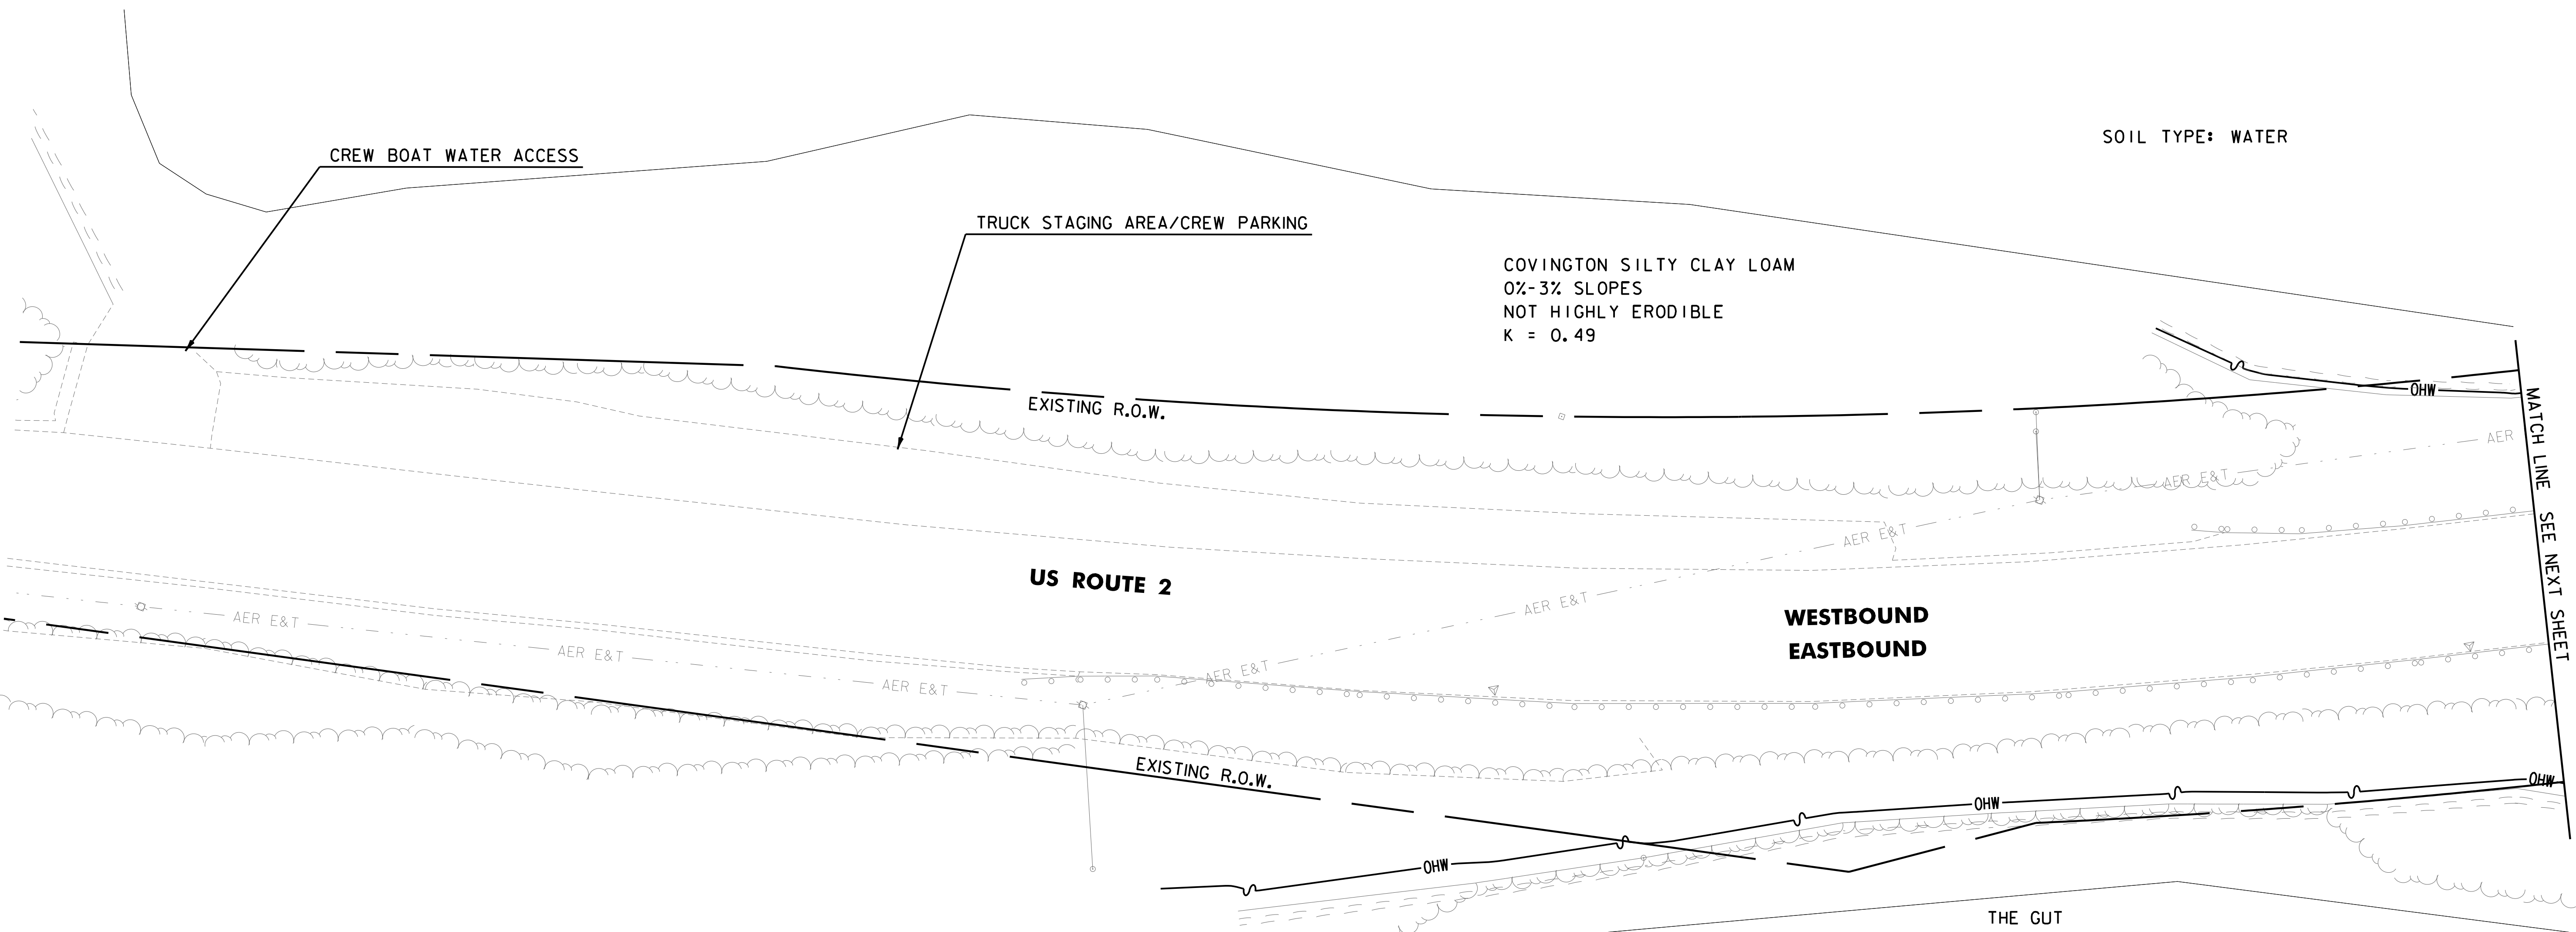 SOIL TYPE: WATER
CREW BOAT WATER ACCESS
TRUCK STAGING AREA/CREW PARKING
COVINGTON SILTY CLAY LOAM
0%-3% SLOPES
NOT HIGHLY ERODIBLE
K = 0.49
OHW
EXISTING R.O.W.
MATCH LINE SEE NEXT SHEET
AER
AER E&T
AER E&T
AER E&T
US ROUTE 2
WESTBOUND
EASTBOUND
AER E&T
AER E&T
AER E&T
AER E&T
EXISTING R.O.W.
OHW
OHW
OHW
THE GUT